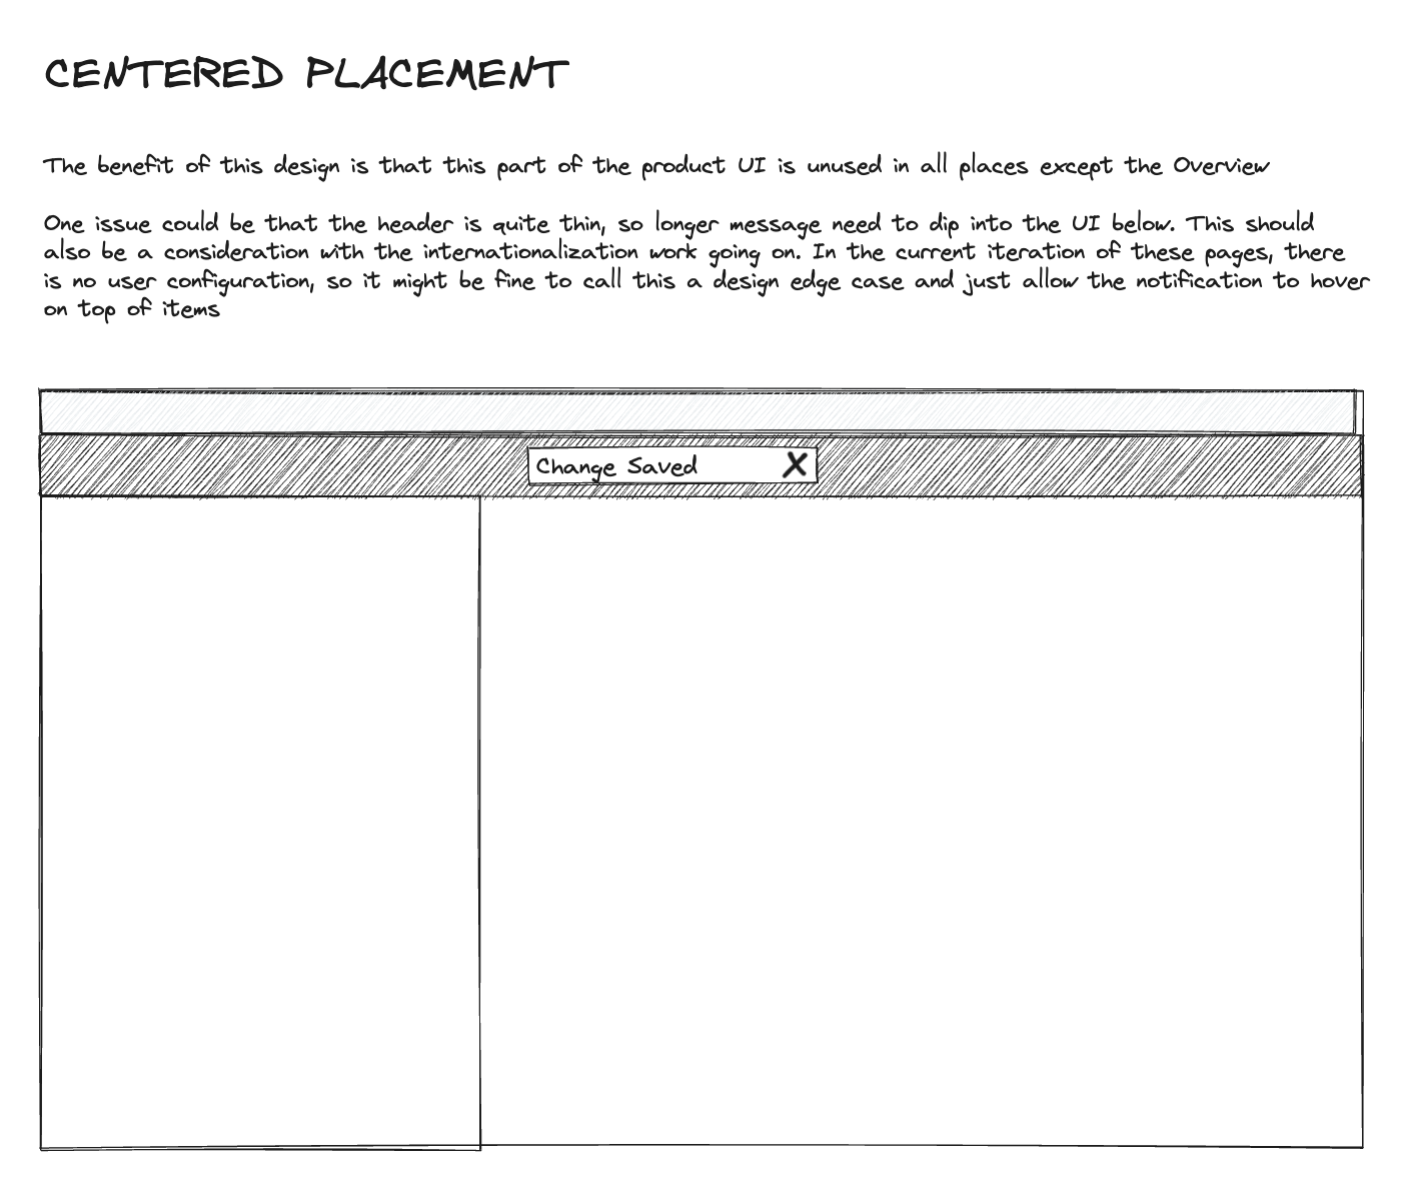 CENTERED PLACEMENT
The benefit of this design is that this part of the product UI is unused in all places except the Overview
One issue could be that the header is quite thin, so longer message need to dip into the UI below. This should
also be a consideration with the internationalization work going on. In the current iteration of these pages, there
is no user configuration, so it might be fine to call this a design edge case and just allow the notification to hover
on top of items
Change Saved X